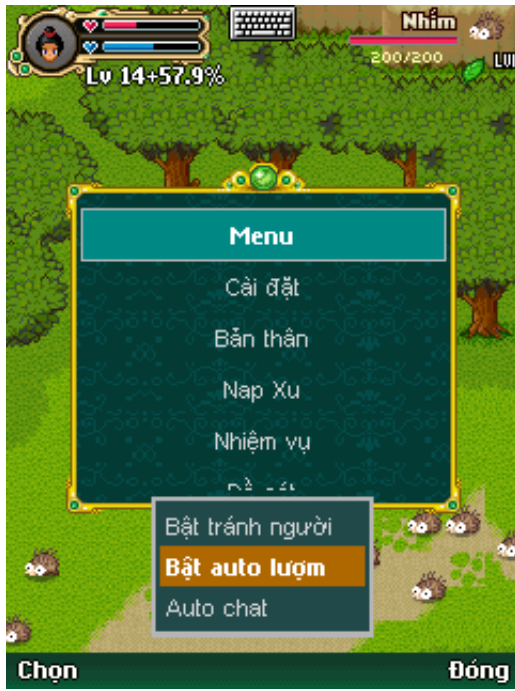 Nhím
200/200
Lv 14+57.9%
Menu
Cài đặt
Bản thân
Nạp Xu
Nhiệm vụ
Bật tránh người
Bật auto lượm
Auto chat
Chọn
Đóng